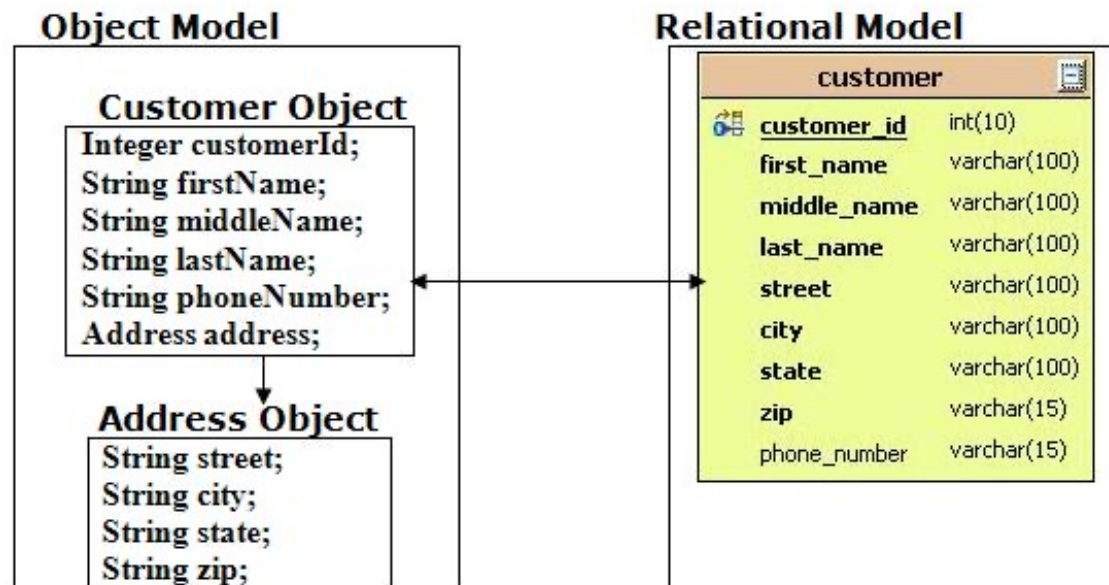 Object Model
Customer Object
Integer customerId;
String firstName;
String middleName;
String lastName;
String phoneNumber;
Address address;
Address Object
String street;
String city;
String state;
String zip;
Relational Model
customer
customer_id int(10)
first_name varchar(100)
middle_name varchar(100)
last_name varchar(100)
street varchar(100)
city varchar(100)
state varchar(100)
zip varchar(15)
phone_number varchar(15)